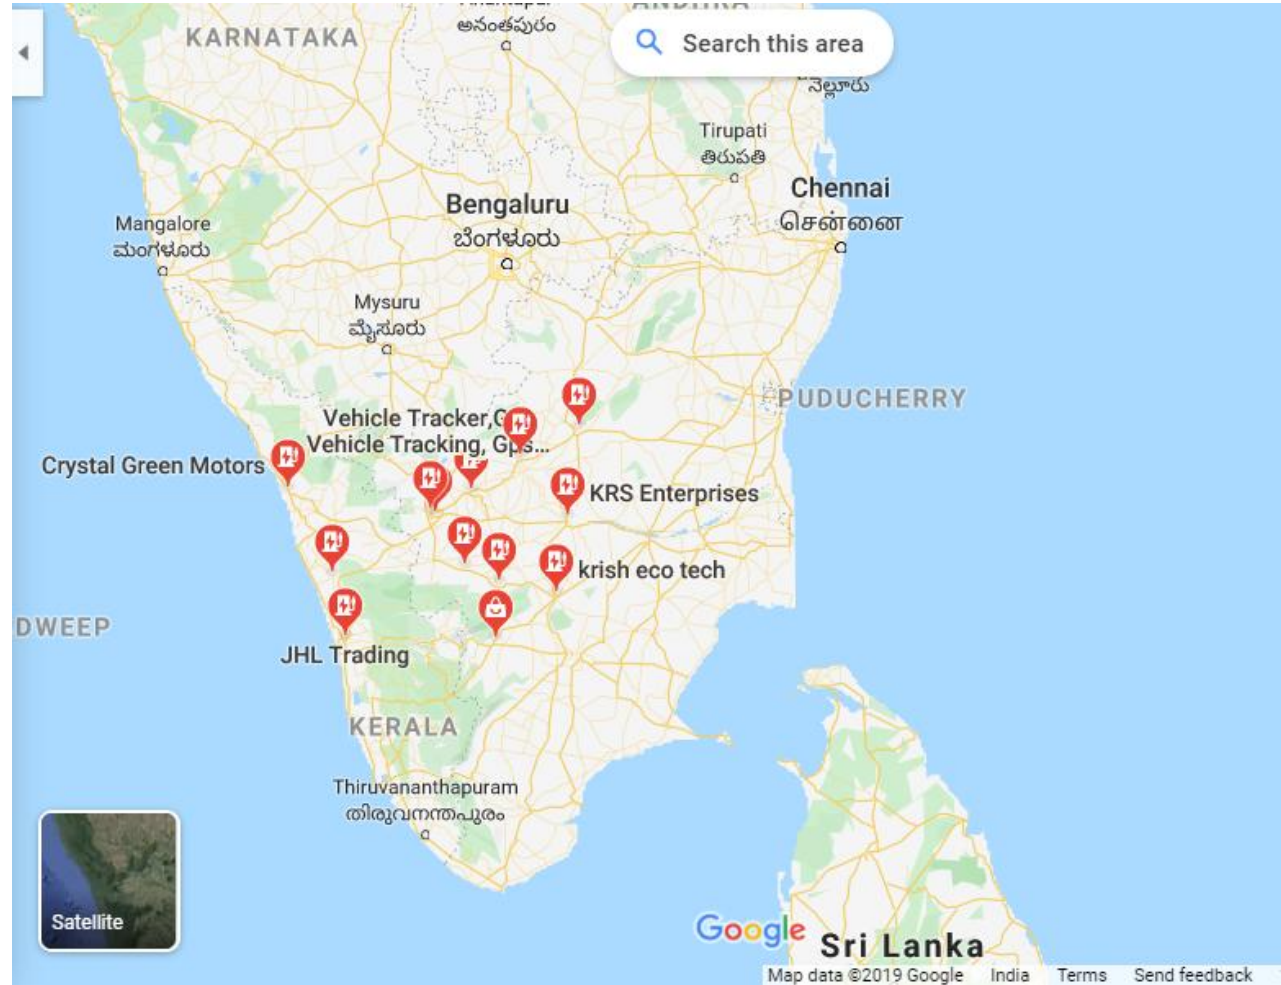 KARNATAKA
అనంతపురం
Search this area
నెల్లూరు
Tirupati
తిరుపతి
Chennai
சென்னை
Bengaluru
ಬೆಂಗಳೂರು
Mangalore
ಮಂಗಳೂರು
Mysuru
ಮೈಸೂರು
PUDUCHERRY
Vehicle Tracker,G
Vehicle Tracking, Gps...
Crystal Green Motors
KRS Enterprises
krish eco tech
DWEEP
JHL Trading
KERALA
Thiruvananthapuram
തിരുവനന്തപുരം
Satellite
Google
Sri Lanka
Map data ©2019 Google India Terms Send feedback